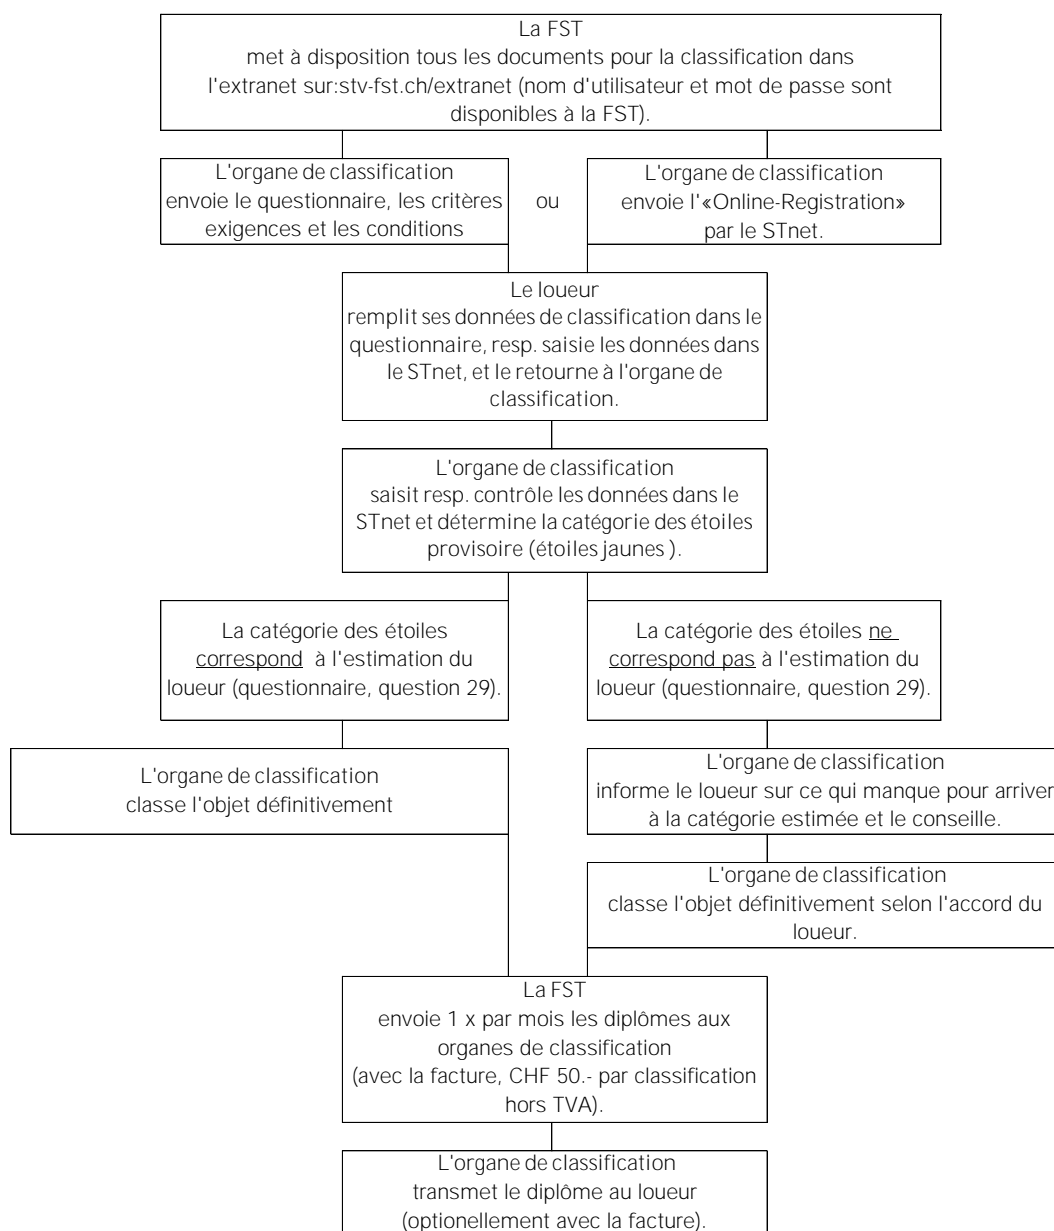 La FST
met à disposition tous les documents pour la classification dans
l'extranet sur:stv-fst.ch/extranet (nom d'utilisateur et mot de passe sont
disponibles à la FST).
L'organe de classification
envoie le questionnaire, les critères
exigences et les conditions
ou
L'organe de classification
envoie l'«Online-Registration»
par le STnet.
Le loueur
remplit ses données de classification dans le
questionnaire, resp. saisie les données dans
le STnet, et le retourne à l'organe de
classification.
L'organe de classification
saisit resp. contrôle les données dans le
STnet et détermine la catégorie des étoiles
provisoire (étoiles jaunes ).
La catégorie des étoiles
correspond à l'estimation du
loueur (questionnaire, question 29).
La catégorie des étoiles ne
correspond pas à l'estimation du
loueur (questionnaire, question 29).
L'organe de classification
classe l'objet définitivement
L'organe de classification
informe le loueur sur ce qui manque pour arriver
à la catégorie estimée et le conseille.
L'organe de classification
classe l'objet définitivement selon l'accord du
loueur.
La FST
envoie 1 x par mois les diplômes aux
organes de classification
(avec la facture, CHF 50.- par classification
hors TVA).
L'organe de classification
transmet le diplôme au loueur
(optionellement avec la facture).